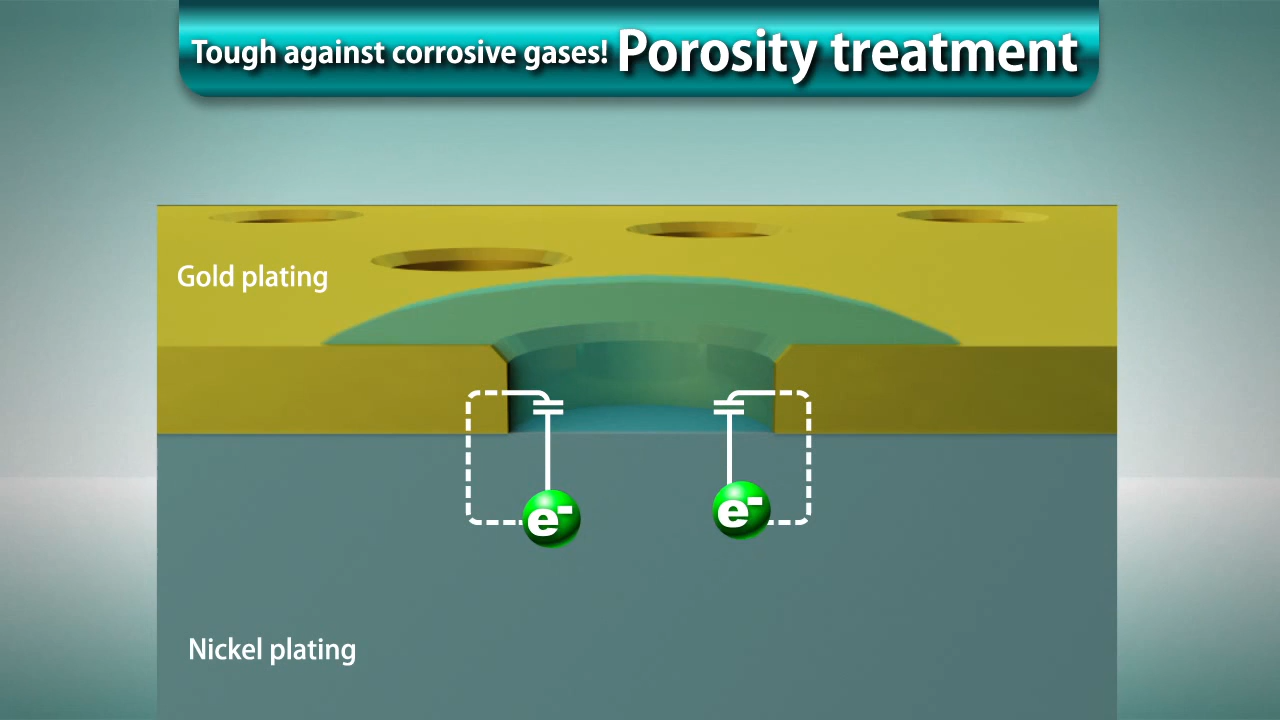 Tough against corrosive gases! Porosity treatment
Gold plating
e- e-
Nickel plating